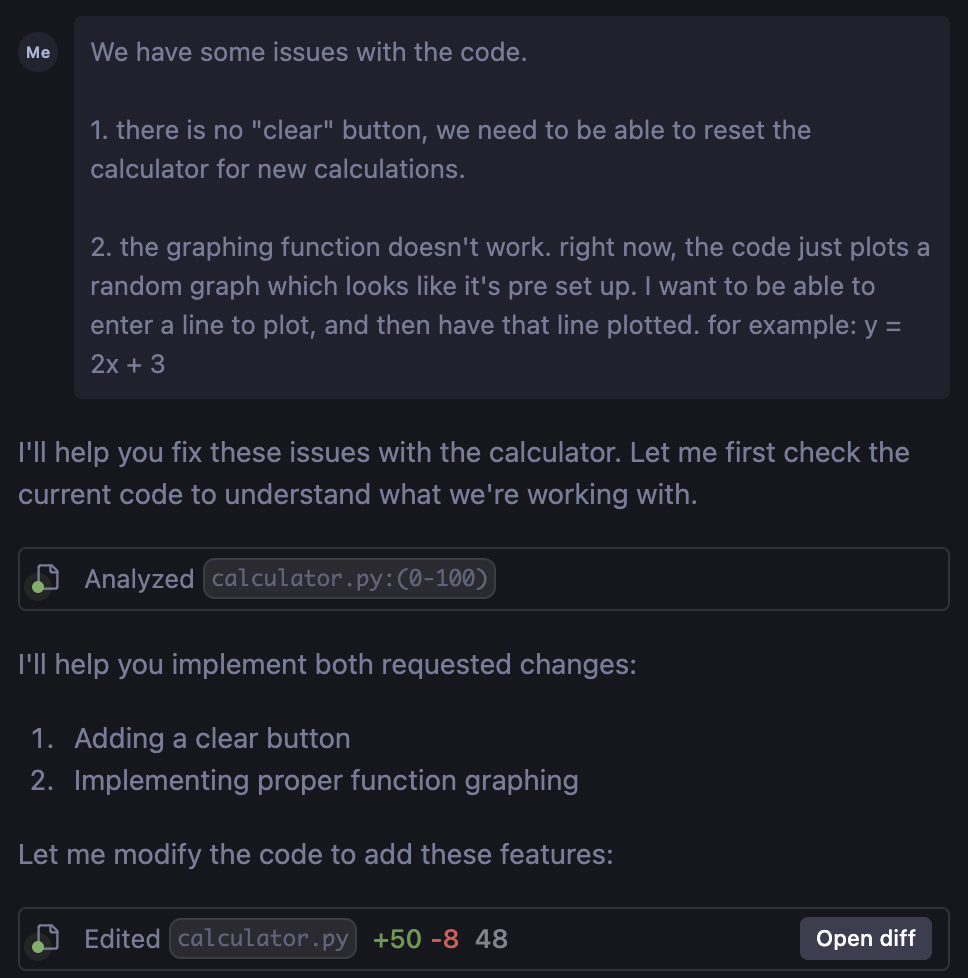 Me
We have some issues with the code.
1. there is no "clear" button, we need to be able to reset the
calculator for new calculations.
2. the graphing function doesn't work. right now, the code just plots a
random graph which looks like it's pre set up. I want to be able to
enter a line to plot, and then have that line plotted. for example: y =
2x + 3
I'll help you fix these issues with the calculator. Let me first check the
current code to understand what we're working with.
Analyzed calculator.py:(0-100)
I'll help you implement both requested changes:
1. Adding a clear button
2. Implementing proper function graphing
Let me modify the code to add these features:
Edited calculator.py +50 -8 48 Open diff